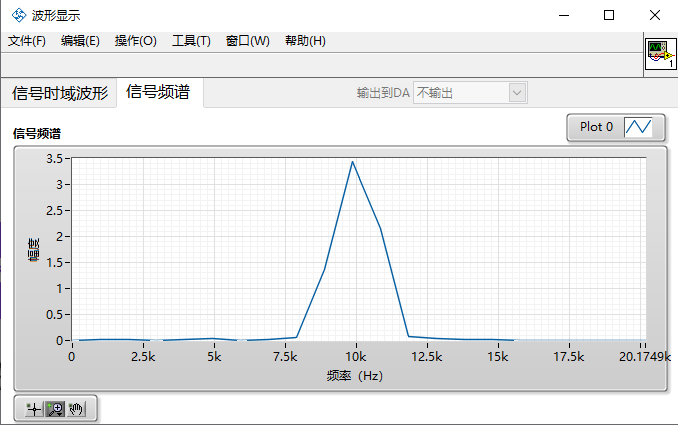 波形显示
文件(F) 编辑(E) 操作(O) 工具(T) 窗口(W) 帮助(H)
1
信号时域波形 信号频谱 输出到DA 不输出
Plot 0
信号频谱
3.5
3
2.5
2
1.5
1
0.5
0
幅度
0 2.5k 5k 7.5k 10k 12.5k 15k 17.5k 20.1749k
频率（Hz）